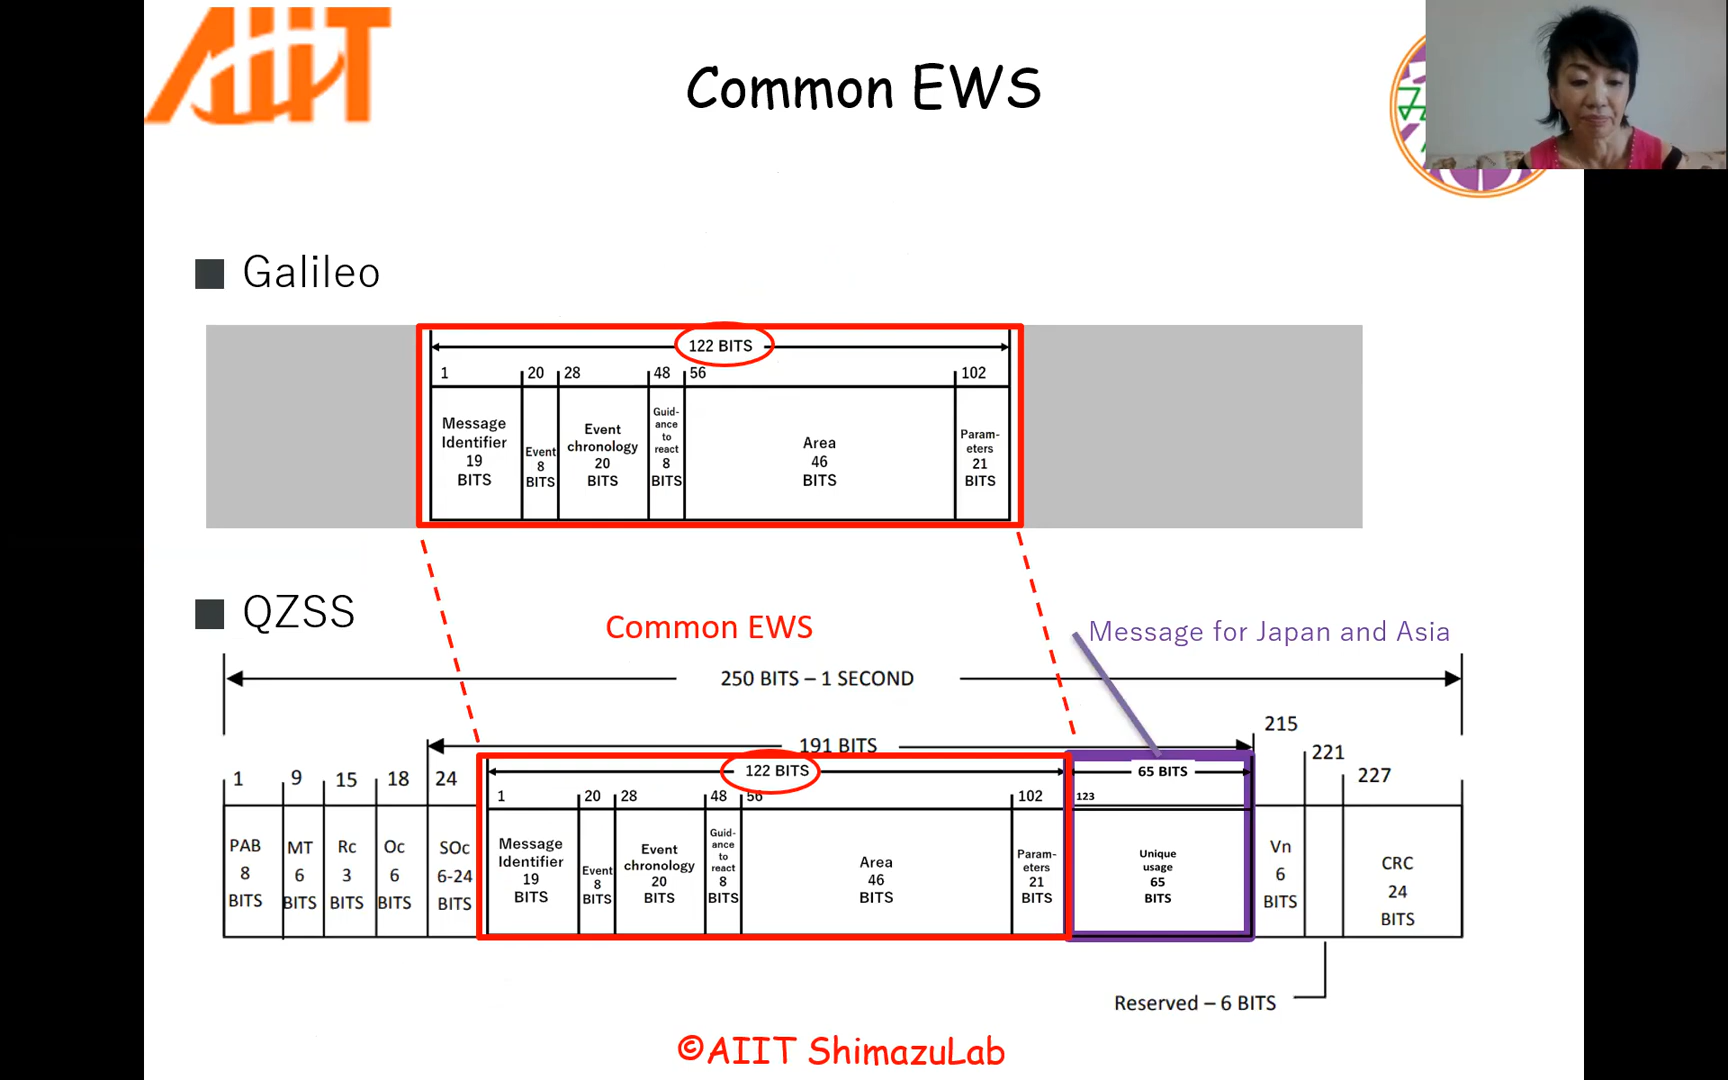 AIIT
Common EWS
Galileo
122 BITS
1 20 28 48 56 102
Message
Identifier
19
BITS
Event
8
BITS
Event
chronology
20
BITS
Guid-
ance
to
react
8
BITS
Area
46
BITS
Param-
eters
21
BITS
QZSS
Common EWS
Message for Japan and Asia
250 BITS – 1 SECOND
191 BITS
215
221
227
1 9 15 18 24
122 BITS
65 BITS
1 20 28 48 56 102 123
PAB
8
BITS
MT
6
BITS
Rc
3
BITS
Oc
6
BITS
SOc
6-24
BITS
Message
Identifier
19
BITS
Event
8
BITS
Event
chronology
20
BITS
Guid-
ance
to
react
8
BITS
Area
46
BITS
Param-
eters
21
BITS
Unique
usage
65
BITS
Vn
6
BITS
CRC
24
BITS
Reserved – 6 BITS
©AIIT ShimazuLab